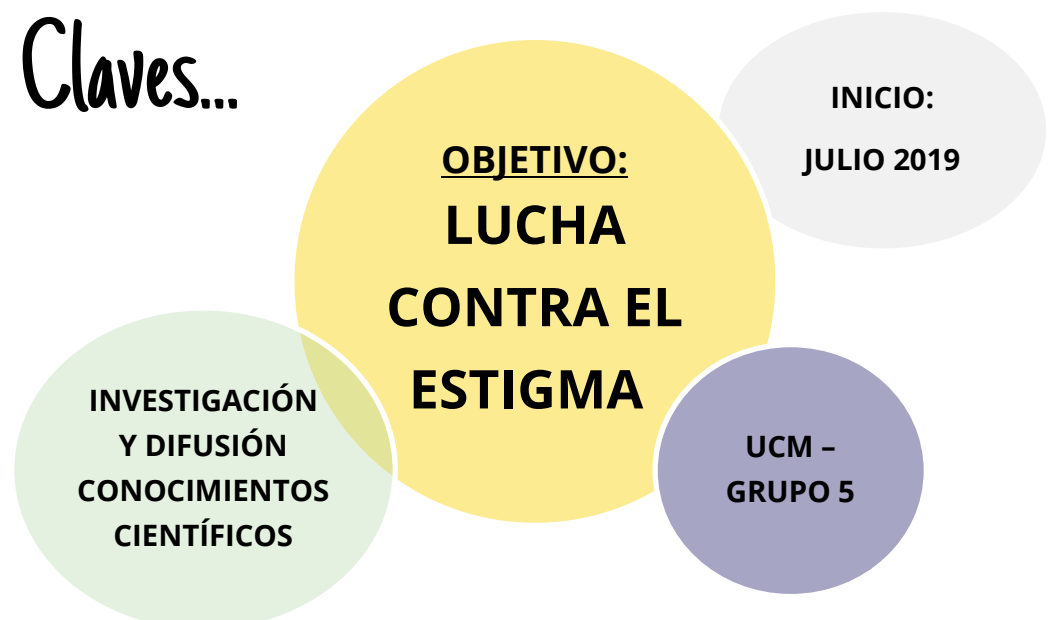 Claves...
OBJETIVO:
LUCHA
CONTRA EL
ESTIGMA
INICIO:
JULIO 2019
INVESTIGACIÓN
Y DIFUSIÓN
CONOCIMIENTOS
CIENTÍFICOS
UCM –
GRUPO 5